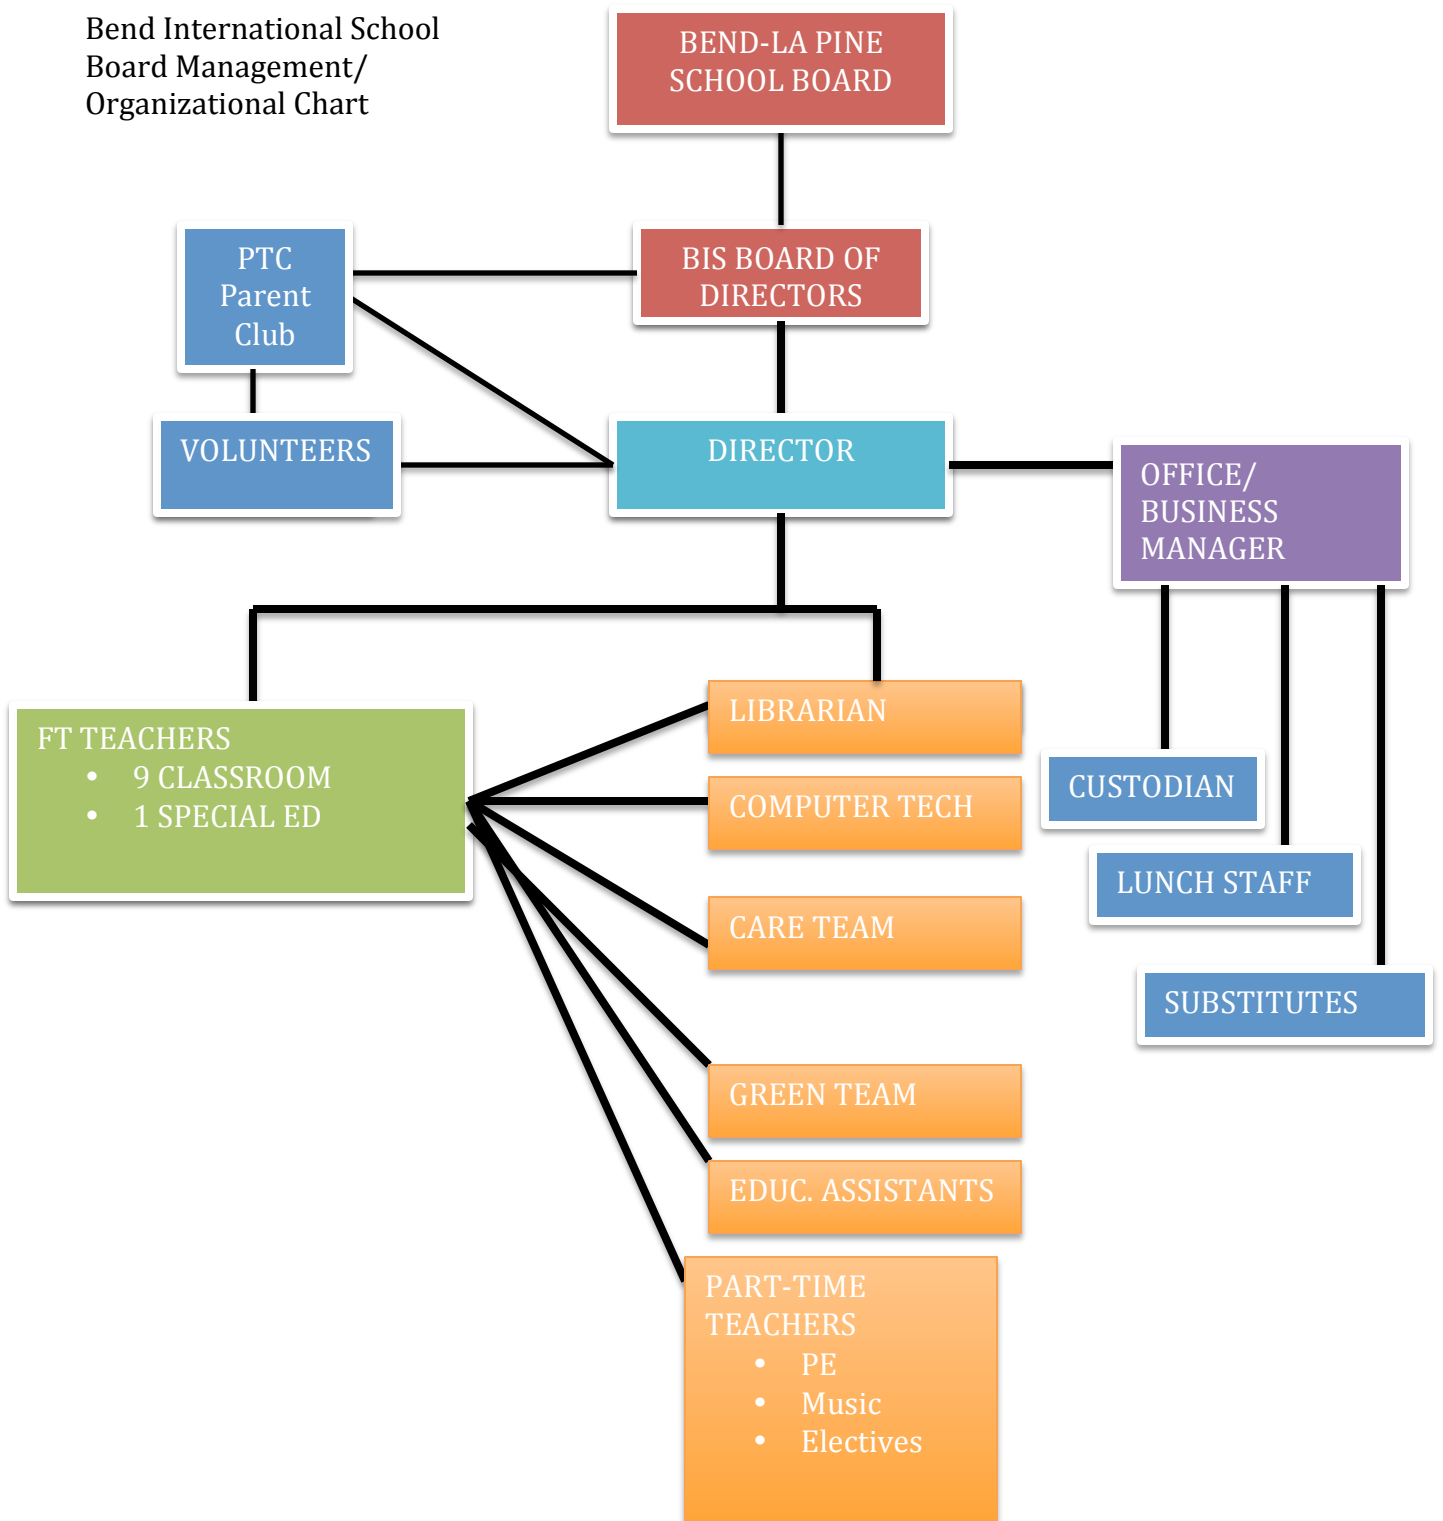 Bend International School
Board Management/
Organizational Chart
BEND-LA PINE
SCHOOL BOARD
PTC
Parent
Club
BIS BOARD OF
DIRECTORS
VOLUNTEERS
DIRECTOR
OFFICE/
BUSINESS
MANAGER
FT TEACHERS
• 9 CLASSROOM
• 1 SPECIAL ED
LIBRARIAN
COMPUTER TECH
CARE TEAM
GREEN TEAM
EDUC. ASSISTANTS
PART-TIME
TEACHERS
• PE
• Music
• Electives
CUSTODIAN
LUNCH STAFF
SUBSTITUTES